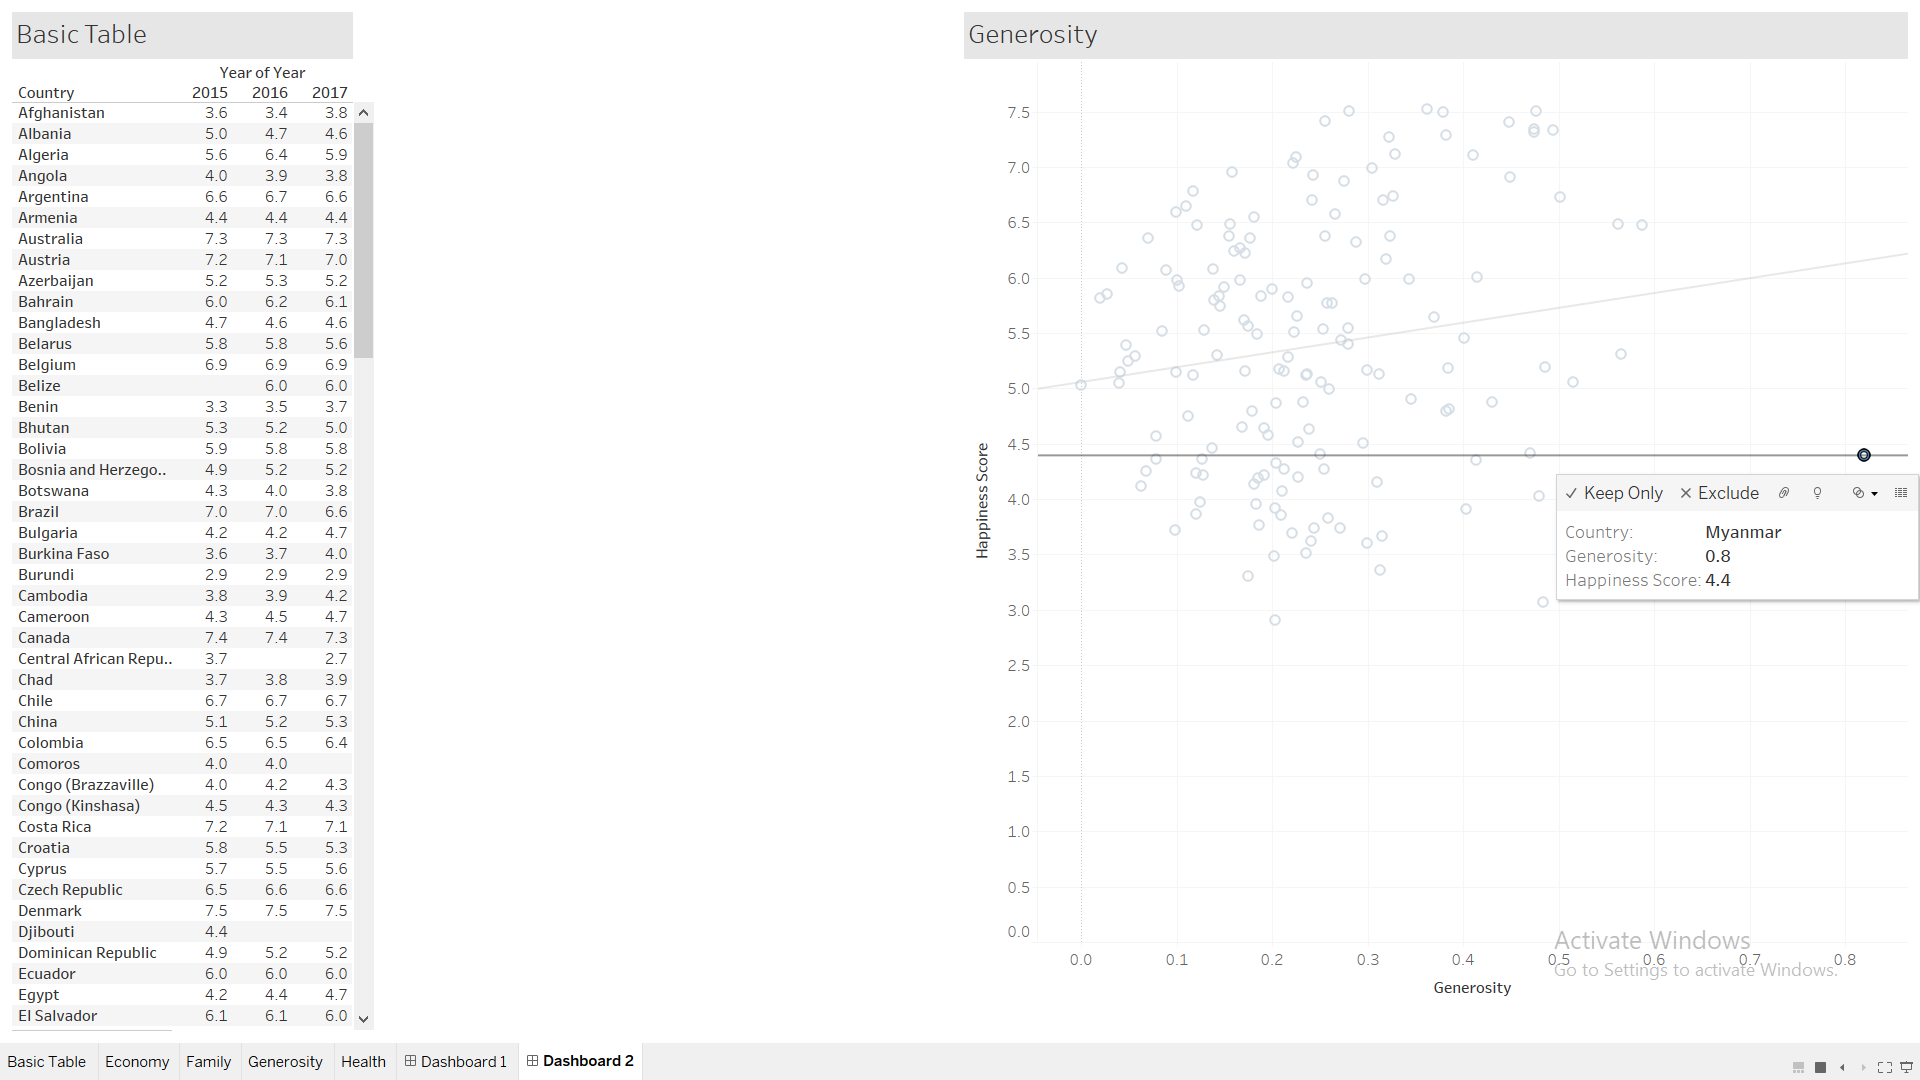 Basic Table
Year of Year
Country 2015 2016 2017
Afghanistan 3.6 3.4 3.8
Albania 5.0 4.7 4.6
Algeria 5.6 6.4 5.9
Angola 4.0 3.9 3.8
Argentina 6.6 6.7 6.6
Armenia 4.4 4.4 4.4
Australia 7.3 7.3 7.3
Austria 7.2 7.1 7.0
Azerbaijan 5.2 5.3 5.2
Bahrain 6.0 6.2 6.1
Bangladesh 4.7 4.6 4.6
Belarus 5.8 5.8 5.6
Belgium 6.9 6.9 6.9
Belize 6.0 6.0
Benin 3.3 3.5 3.7
Bhutan 5.3 5.2 5.0
Bolivia 5.9 5.8 5.8
Bosnia and Herzego.. 4.9 5.2 5.2
Botswana 4.3 4.0 3.8
Brazil 7.0 7.0 6.6
Bulgaria 4.2 4.2 4.7
Burkina Faso 3.6 3.7 4.0
Burundi 2.9 2.9 2.9
Cambodia 3.8 3.9 4.2
Cameroon 4.3 4.5 4.7
Canada 7.4 7.4 7.3
Central African Repu.. 3.7 2.7
Chad 3.7 3.8 3.9
Chile 6.7 6.7 6.7
China 5.1 5.2 5.3
Colombia 6.5 6.5 6.4
Comoros 4.0 4.0
Congo (Brazzaville) 4.0 4.2 4.3
Congo (Kinshasa) 4.5 4.3 4.3
Costa Rica 7.2 7.1 7.1
Croatia 5.8 5.5 5.3
Cyprus 5.7 5.5 5.6
Czech Republic 6.5 6.6 6.6
Denmark 7.5 7.5 7.5
Djibouti 4.4
Dominican Republic 4.9 5.2 5.2
Ecuador 6.0 6.0 6.0
Egypt 4.2 4.4 4.7
El Salvador 6.1 6.1 6.0
Generosity
Happiness Score
7.5
7.0
6.5
6.0
5.5
5.0
4.5
4.0
3.5
3.0
2.5
2.0
1.5
1.0
0.5
0.0
0.0 0.1 0.2 0.3 0.4 0.5 0.6 0.7 0.8
Generosity
Keep Only Exclude
Country: Myanmar
Generosity: 0.8
Happiness Score: 4.4
Activate Windows
Go to Settings to activate Windows.
Basic Table Economy Family Generosity Health Dashboard 1 Dashboard 2